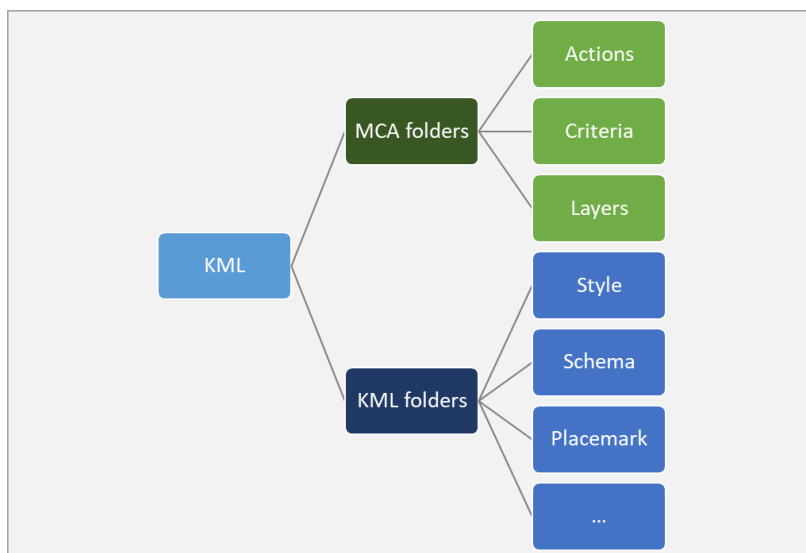 KML
MCA folders
Actions
Criteria
Layers
KML folders
Style
Schema
Placemark
...